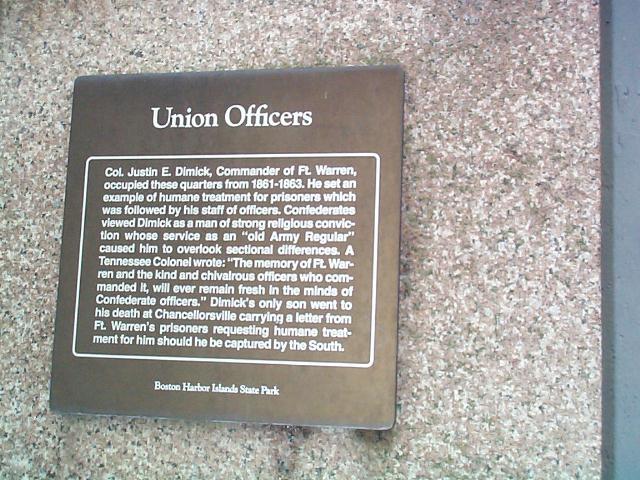 Union Officers
Col. Justin E. Dimick, Commander of Ft. Warren,
occupied these quarters from 1861-1863. He set an
example of humane treatment for prisoners which
was followed by his staff of officers. Confederates
viewed Dimick as a man of strong religious convic-
tion whose service as an "old Army Regular"
caused him to overlook sectional differences. A
Tennessee Colonel wrote: "The memory of Ft. War-
ren and the kind and chivalrous officers who com-
manded it, will ever remain fresh in the minds of
Confederate officers." Dimick's only son went to
his death at Chancellorsville carrying a letter from
Ft. Warren's prisoners requesting humane treat-
ment for him should he be captured by the South.
Boston Harbor Islands State Park